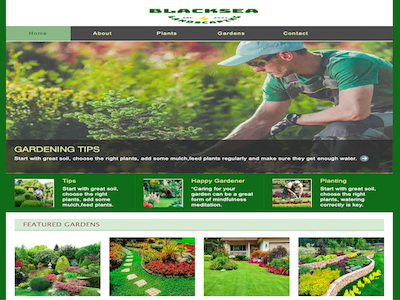 BLACKSEA
LANDSCAPING
Home About Plants Gardens Contact
GARDENING TIPS
Start with great soil, choose the right plants, add some mulch,feed plants regularly and make sure they get enough water.
Tips
Start with great soil,
choose the right
plants, add some
mulch,feed plants.
Happy Gardener
"Caring for your
garden can be a great
form of mindfulness
meditation.
Planting
Start with great soil,
choose the right
plants, watering
correctly is key.
FEATURED GARDENS